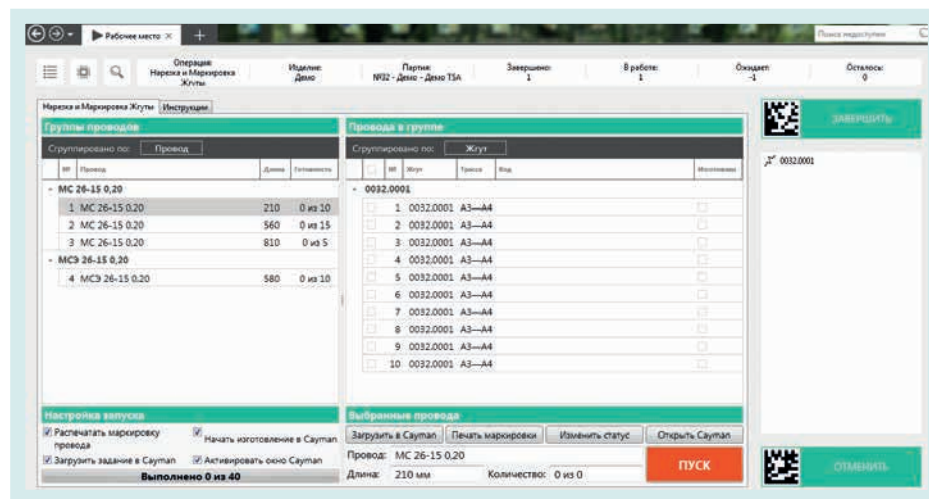 Рабочее место
Поиск недоступен
Операция:
Нарезка и Маркировка
Жгуты
Изделие:
Демо
Партия:
№32 - Демо - Демо TSA
Завершено:
1
В работе:
1
Ожидает:
-1
Осталось:
0
Нарезка и Маркировка Жгуты
Инструкции
Группы проводов
Сгруппировано по: Провод
№ Провод Длина Готовность
- МС 26-15 0,20
1 МС 26-15 0.20 210 0 из 10
2 МС 26-15 0.20 560 0 из 15
3 МС 26-15 0.20 810 0 из 5
- МСЭ 26-15 0,20
4 МСЭ 26-15 0.20 580 0 из 10
Провода в группе
Сгруппировано по: Жгут
№ Жгут Трасса Код
- 0032.0001
1 0032.0001 А3—А4
2 0032.0001 А3—А4
3 0032.0001 А3—А4
4 0032.0001 А3—А4
5 0032.0001 А3—А4
6 0032.0001 А3—А4
7 0032.0001 А3—А4
8 0032.0001 А3—А4
9 0032.0001 А3—А4
10 0032.0001 А3—А4
ЗАВЕРШИТЬ
0032.0001
Настройка запуска
Распечатать маркировку
провода
Начать изготовление в Cayman
Загрузить задание в Cayman
Активировать окно Cayman
Выполнено 0 из 40
Выбранные провода
Загрузить в Cayman
Печать маркировки
Изменить статус
Открыть Cayman
Провод: МС 26-15 0,20
Длина: 210 мм
Количество: 0 из 0
ПУСК
ОТМЕНИТЬ